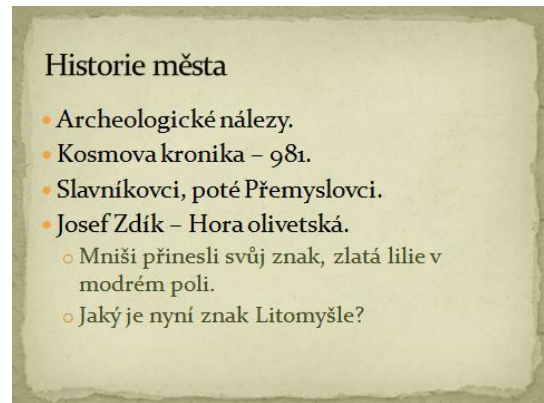 Historie města
Archeologické nálezy.
Kosmova kronika – 981.
Slavníkovci, poté Přemyslovci.
Josef Zdík – Hora olivetská.
Mniši přinesli svůj znak, zlatá lilie v
modrém poli.
Jaký je nyní znak Litomyšle?